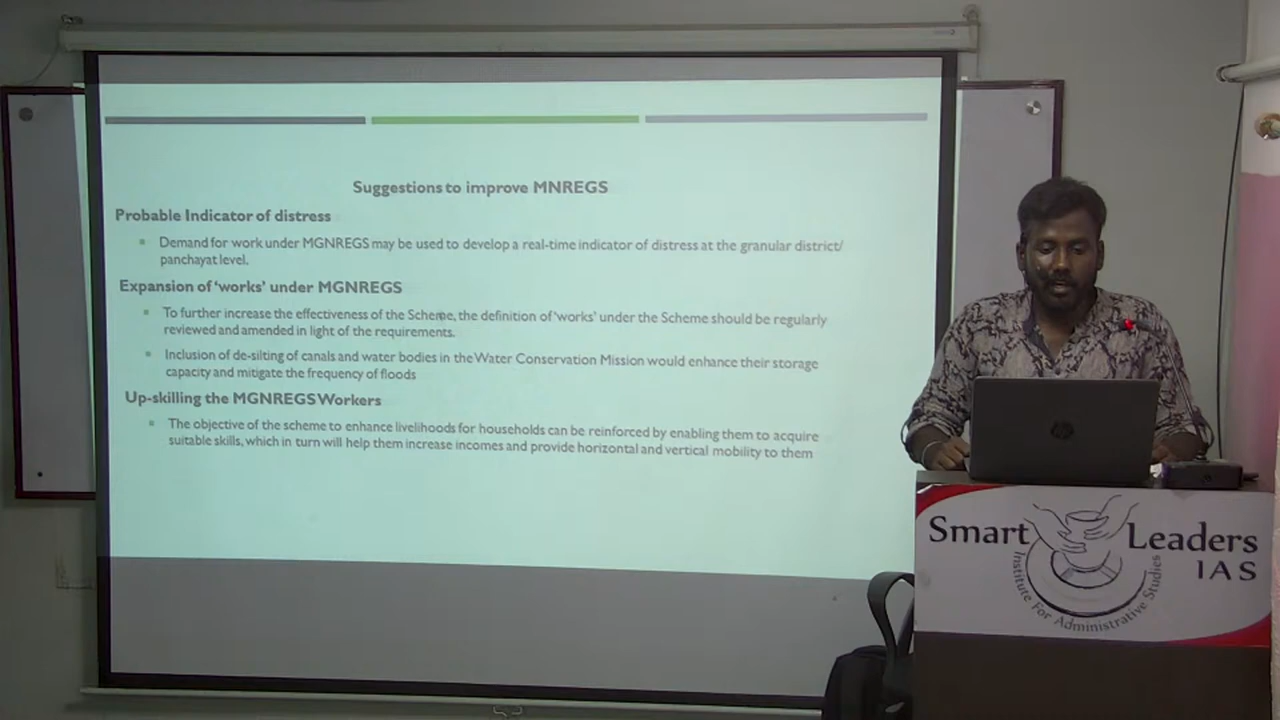 Suggestions to improve MNREGS
Probable Indicator of distress
Demand for work under MGNREGS may be used to develop a real-time indicator of distress at the granular district/
panchayat level.
Expansion of ‘works’ under MGNREGS
To further increase the effectiveness of the Scheme, the definition of ‘works’ under the Scheme should be regularly
reviewed and amended in light of the requirements.
Inclusion of de-silting of canals and water bodies in the Water Conservation Mission would enhance their storage
capacity and mitigate the frequency of floods
Up-skilling the MGNREGS Workers
The objective of the scheme to enhance livelihoods for households can be reinforced by enabling them to acquire
suitable skills, which in turn will help them increase incomes and provide horizontal and vertical mobility to them
hp
Smart Leaders
IAS
Institute For Administrative Studies